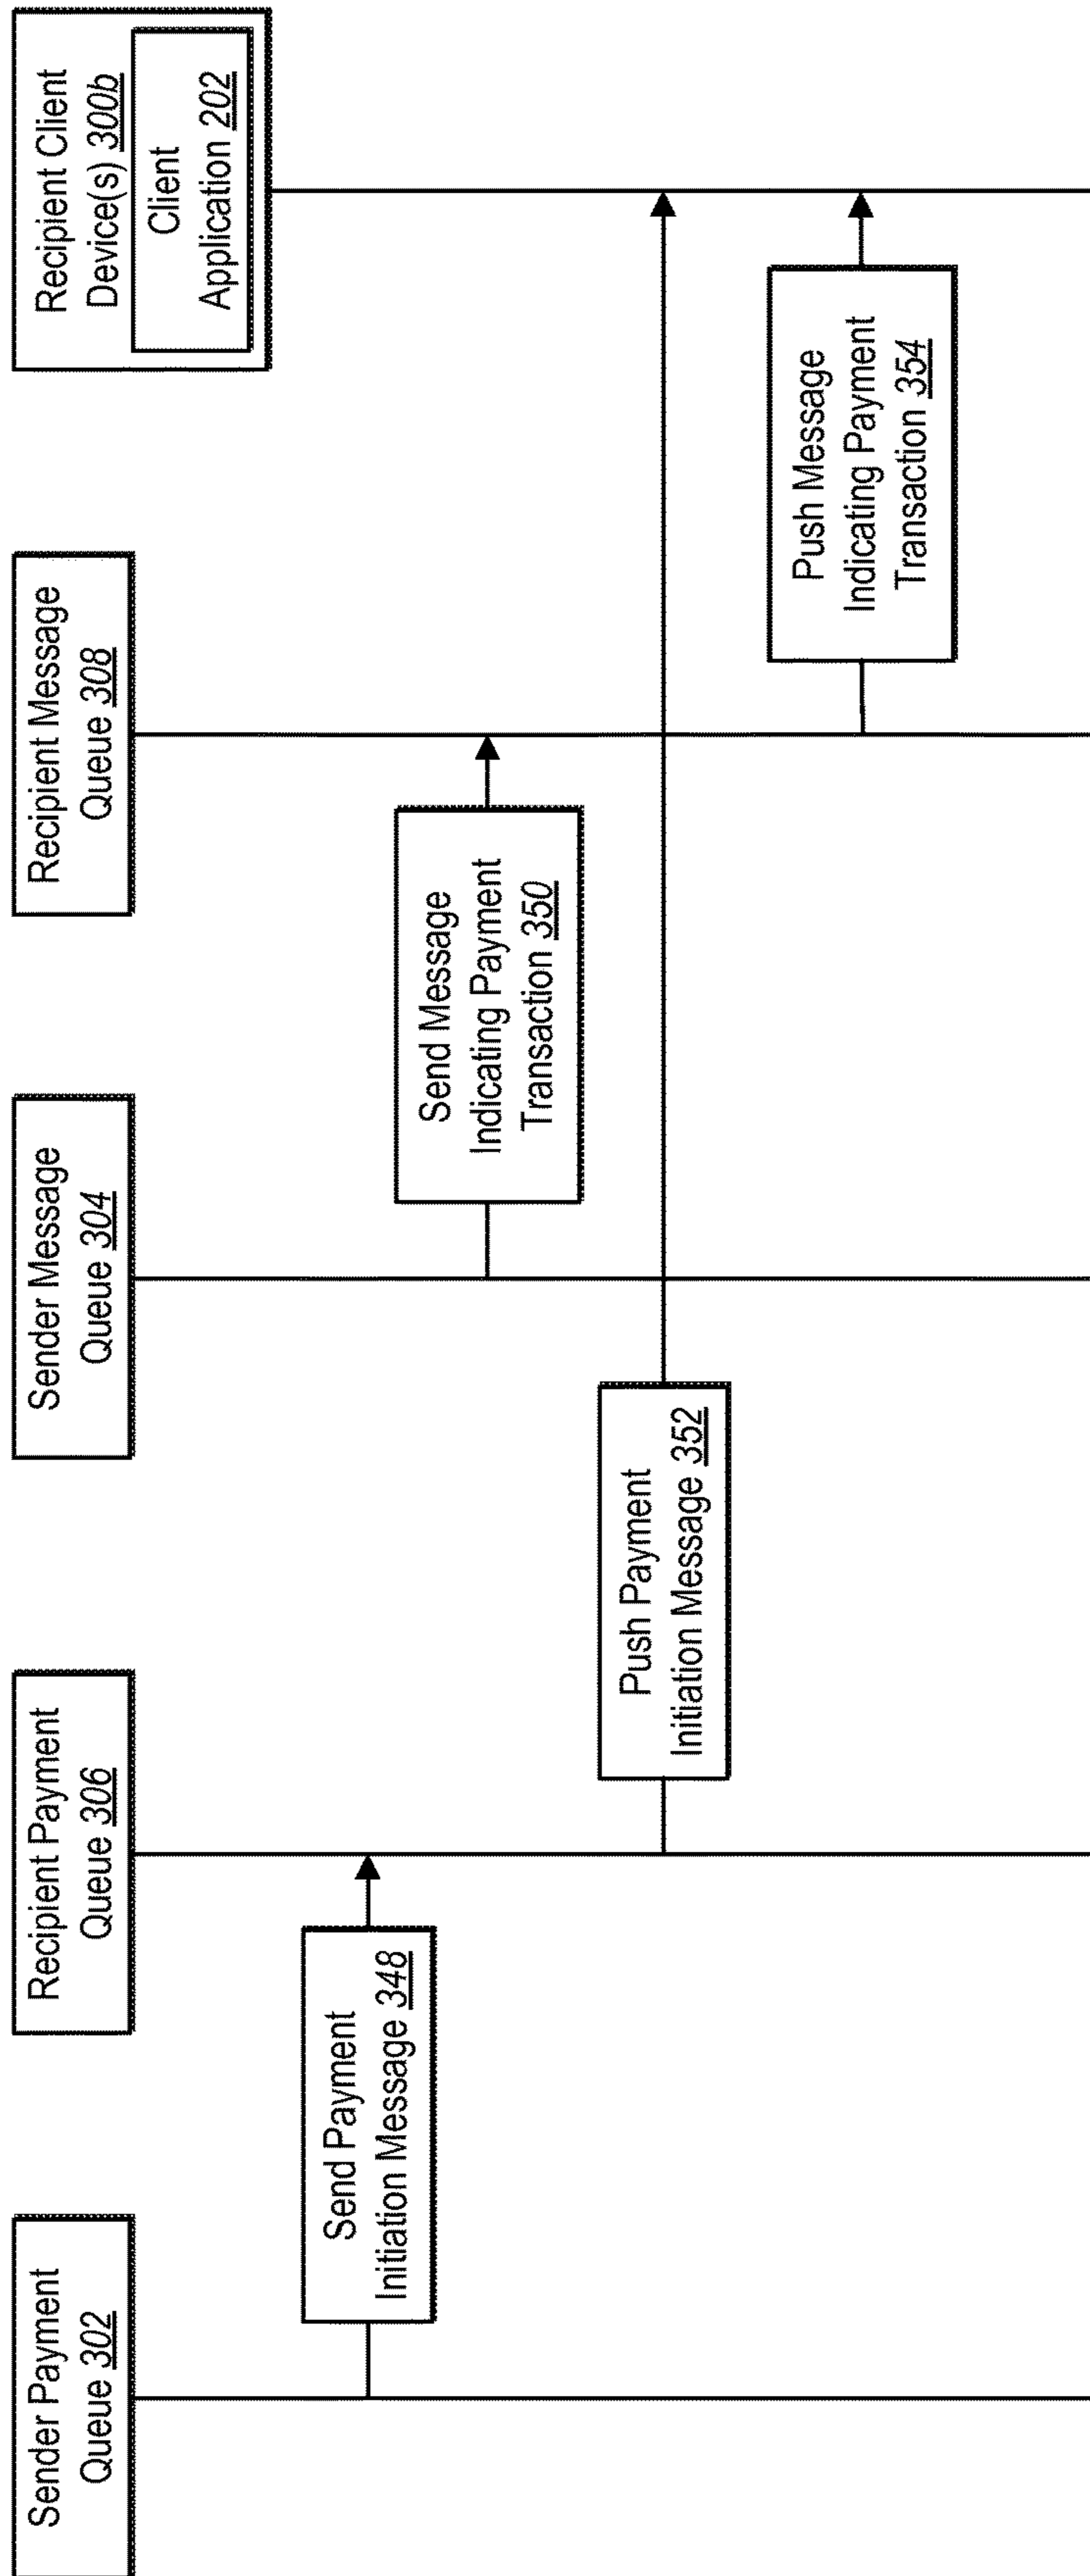 Sender Payment
Queue 302
Recipient Payment
Queue 306
Sender Message
Queue 304
Recipient Message
Queue 308
Recipient Client
Device(s) 300b
Client
Application 202
Send Payment
Initiation Message 348
Send Message
Indicating Payment
Transaction 350
Push Payment
Initiation Message 352
Push Message
Indicating Payment
Transaction 354